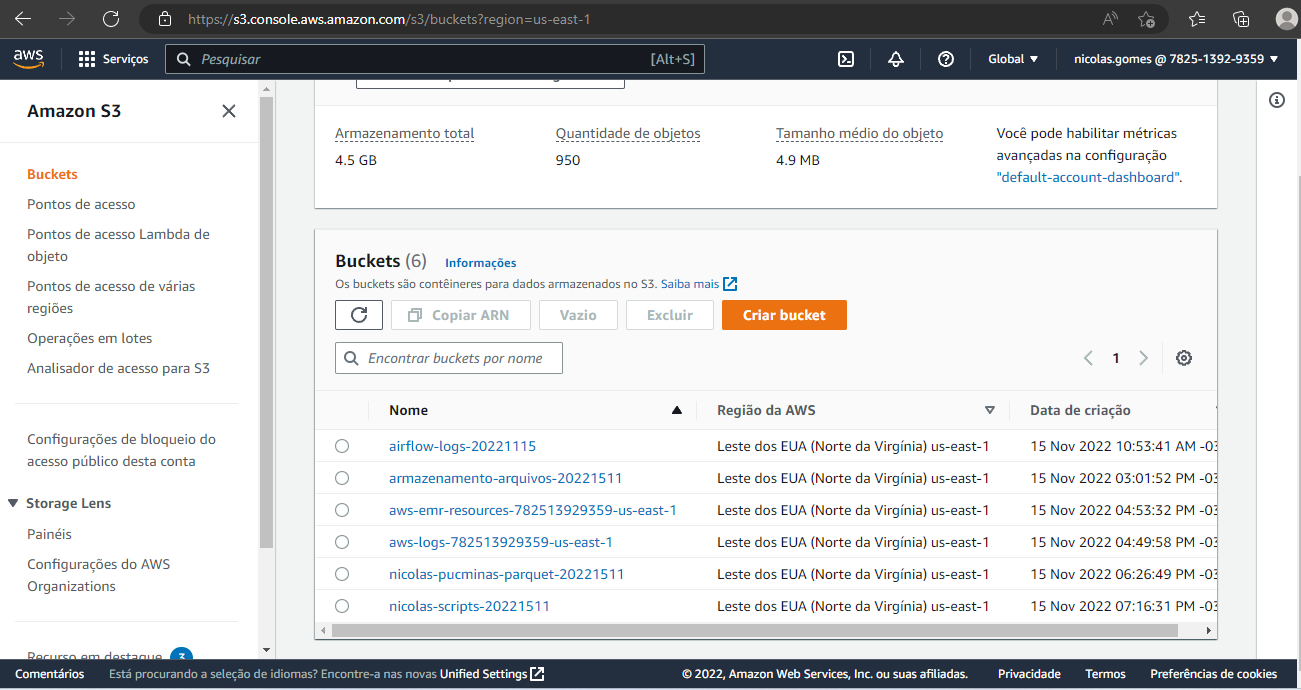 https://s3.console.aws.amazon.com/s3/buckets?region=us-east-1
aws
Serviços
Pesquisar
[Alt+S]
Global
nicolas.gomes @ 7825-1392-9359
Amazon S3
Buckets
Pontos de acesso
Pontos de acesso Lambda de
objeto
Pontos de acesso de várias
regiões
Operações em lotes
Analisador de acesso para S3
Configurações de bloqueio do
acesso público desta conta
Storage Lens
Painéis
Configurações do AWS
Organizations
Recurso em destaque 3
Armazenamento total
4.5 GB
Quantidade de objetos
950
Tamanho médio do objeto
4.9 MB
Você pode habilitar métricas
avançadas na configuração
"default-account-dashboard".
Buckets (6) Informações
Os buckets são contêineres para dados armazenados no S3. Saiba mais
Copiar ARN
Vazio
Excluir
Criar bucket
Encontrar buckets por nome
1
Nome Região da AWS Data de criação
airflow-logs-20221115 Leste dos EUA (Norte da Virgínia) us-east-1 15 Nov 2022 10:53:41 AM -03
armazenamento-arquivos-20221511 Leste dos EUA (Norte da Virgínia) us-east-1 15 Nov 2022 03:01:52 PM -03
aws-emr-resources-782513929359-us-east-1 Leste dos EUA (Norte da Virgínia) us-east-1 15 Nov 2022 04:53:32 PM -03
aws-logs-782513929359-us-east-1 Leste dos EUA (Norte da Virgínia) us-east-1 15 Nov 2022 04:49:58 PM -03
nicolas-pucminas-parquet-20221511 Leste dos EUA (Norte da Virgínia) us-east-1 15 Nov 2022 06:26:49 PM -03
nicolas-scripts-20221511 Leste dos EUA (Norte da Virgínia) us-east-1 15 Nov 2022 07:16:31 PM -03
Comentários
Está procurando a seleção de idiomas? Encontre-a nas novas Unified Settings
© 2022, Amazon Web Services, Inc. ou suas afiliadas.
Privacidade
Termos
Preferências de cookies